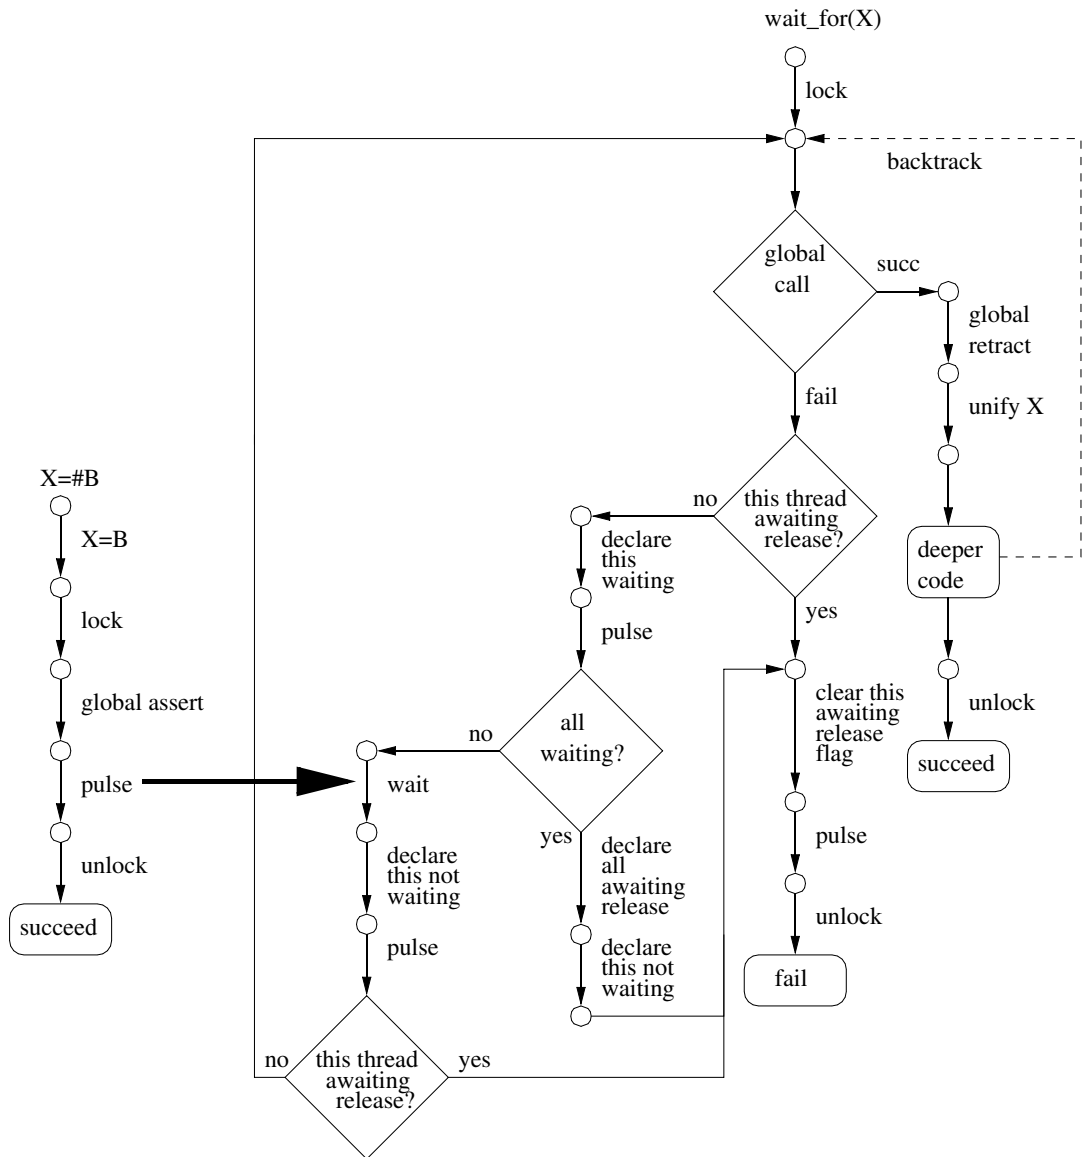 wait_for(X)
lock
backtrack
global
call
succ
global
retract
fail
unify X
X=#B
X=B
lock
global assert
pulse
unlock
succeed
no
this thread
awaiting
release?
yes
deeper
code
unlock
succeed
declare
this
waiting
pulse
all
waiting?
no
yes
wait
declare
this not
waiting
pulse
declare
all
awaiting
release
declare
this not
waiting
clear this
awaiting
release
flag
pulse
unlock
fail
no
this thread
awaiting
release?
yes